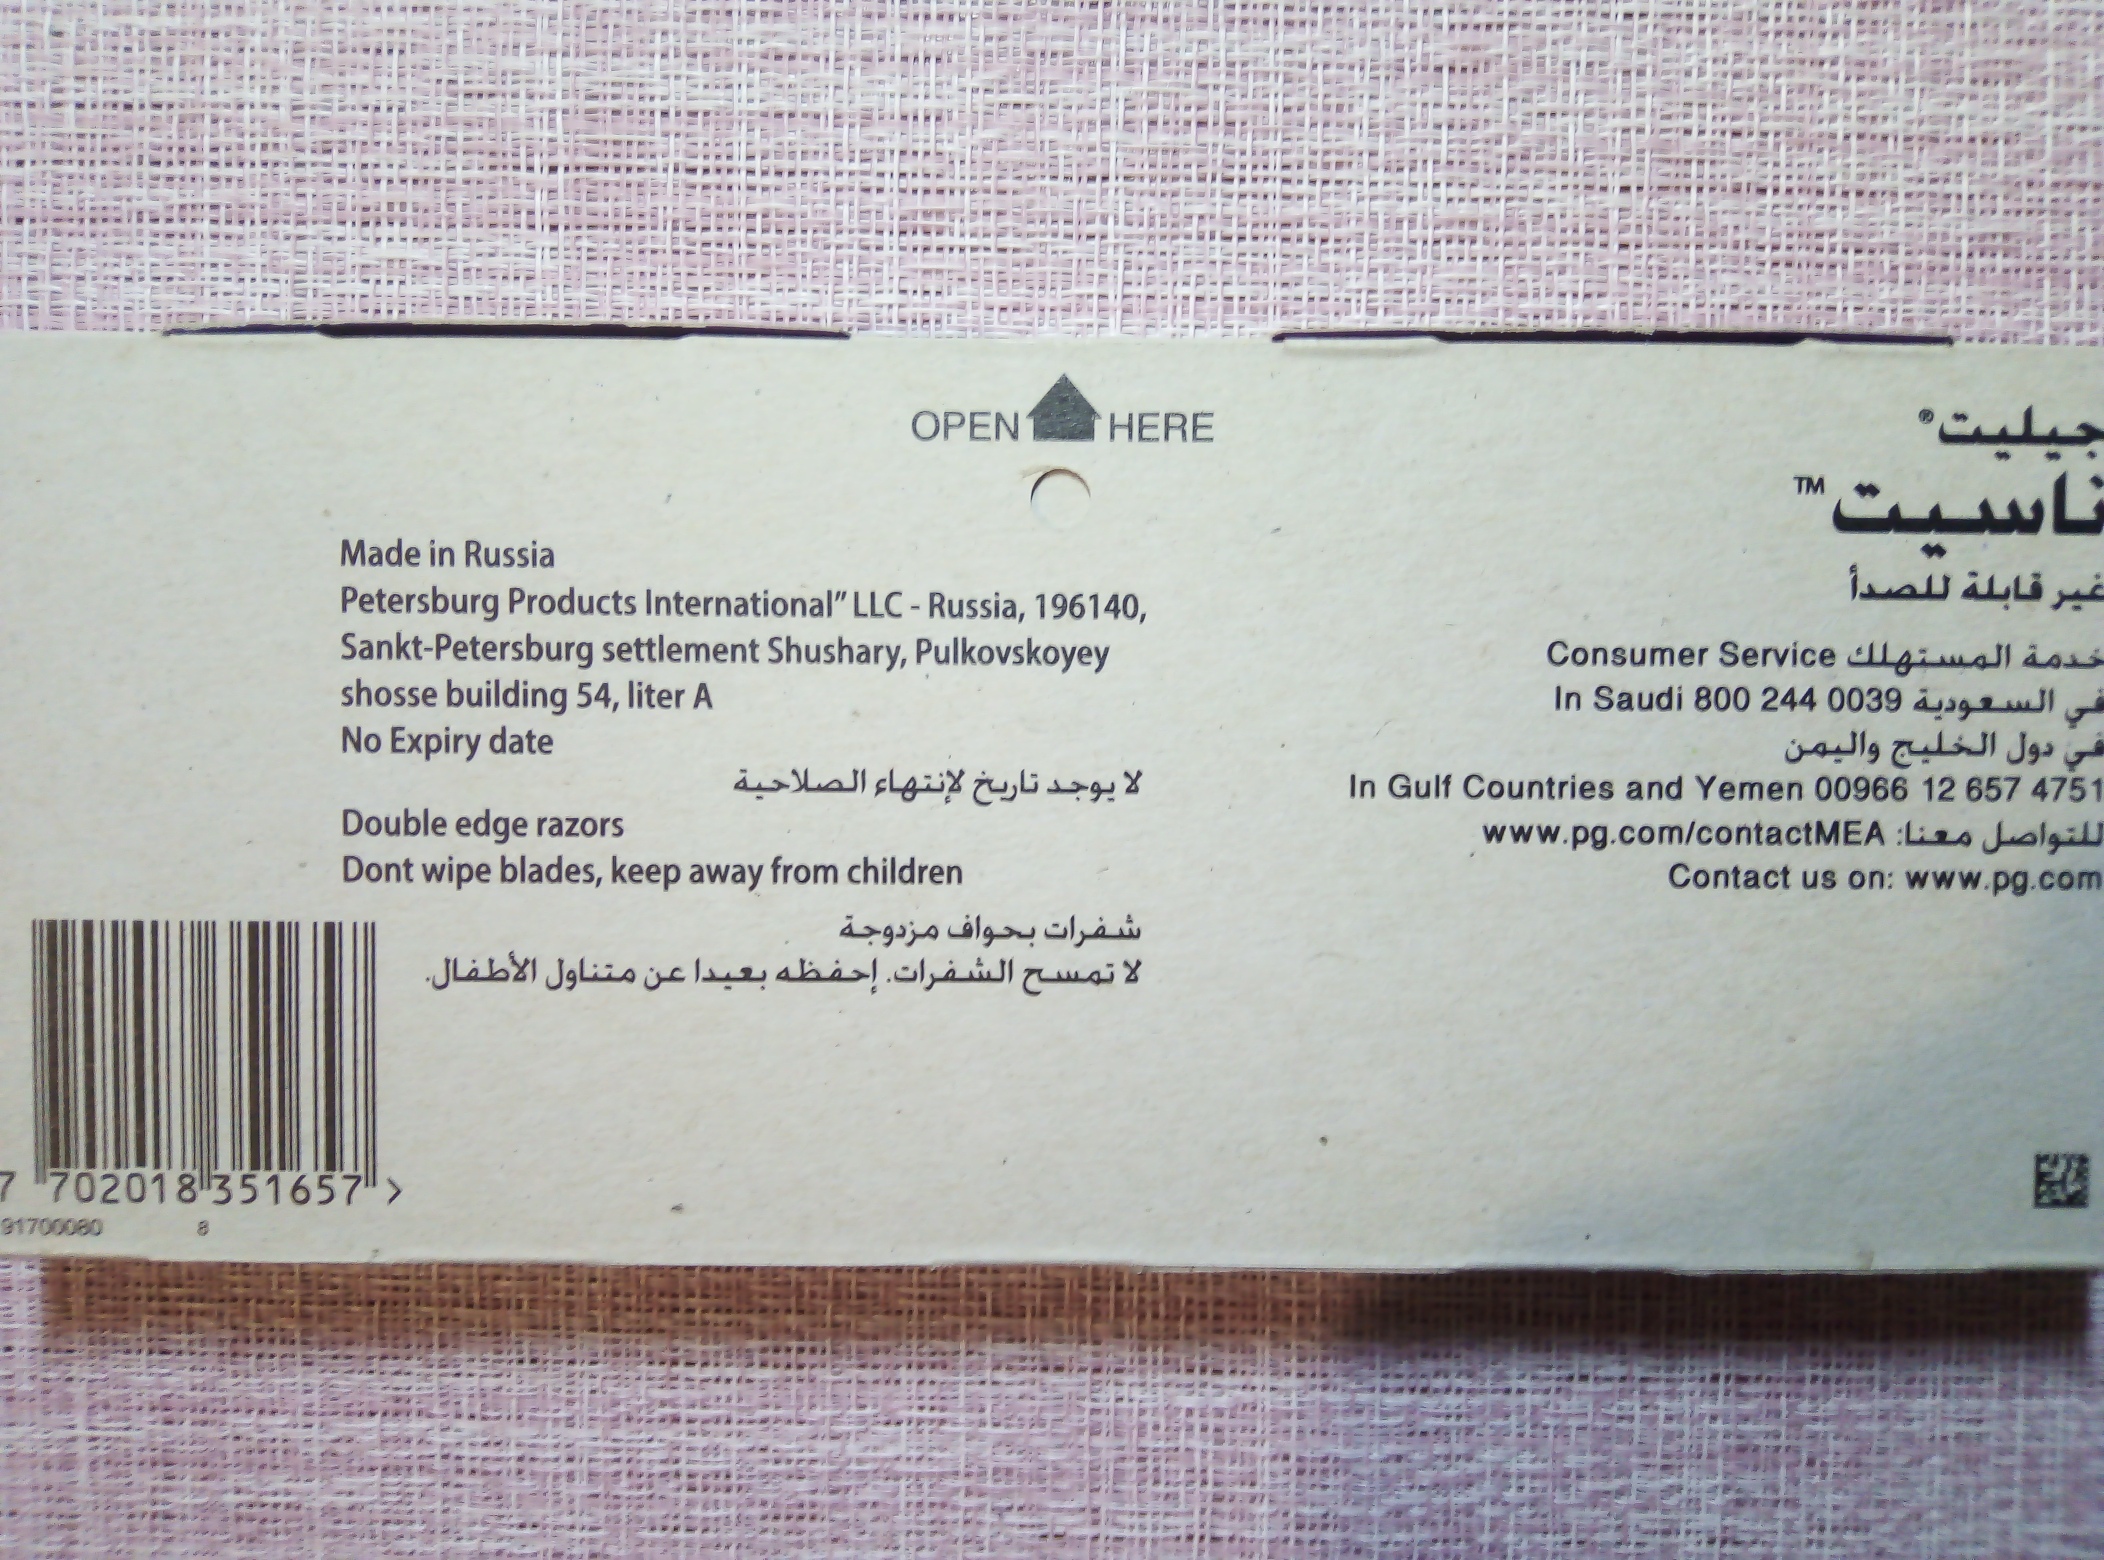 OPEN HERE
Made in Russia
Petersburg Products International” LLC - Russia, 196140,
Sankt-Petersburg settlement Shushary, Pulkovskoyey
shosse building 54, liter A
No Expiry date
لا يوجد تاريخ لإنتهاء الصلاحية
Double edge razors
Dont wipe blades, keep away from children
شفرات بحواف مزدوجة
لا تمسح الشفرات. إحفظه بعيدا عن متناول الأطفال.
7 702018 351657 >
91700080 8
جيليت®
ناسيت™
غير قابلة للصدأ
خدمة المستهلك Consumer Service
في السعودية In Saudi 800 244 0039
في دول الخليج واليمن
In Gulf Countries and Yemen 00966 12 657 4751
للتواصل معنا: www.pg.com/contactMEA
Contact us on: www.pg.com